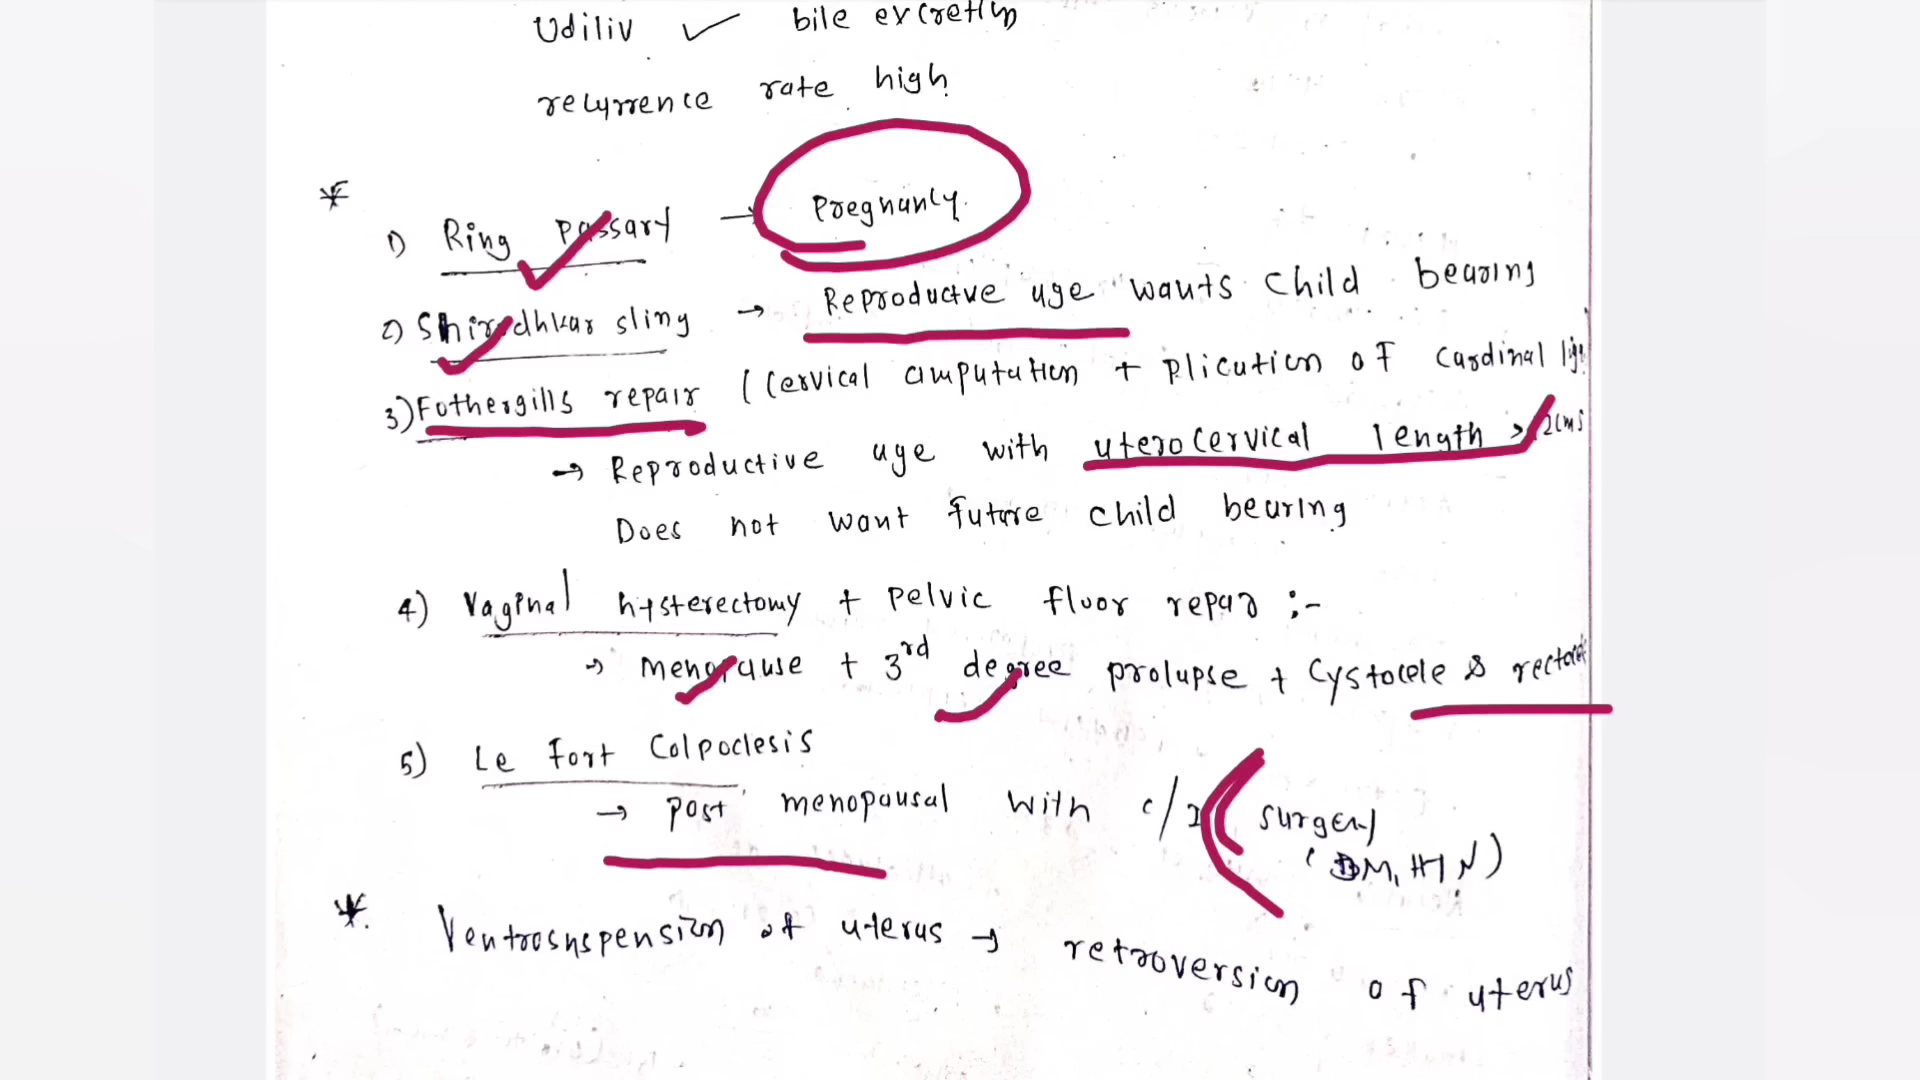 Udiliv ✓ bile excretion
recurrence rate high
*
1) Ring passary → Pregnancy.
2) Shirodhkar sling → Reproductive age wants child bearing
3) Fothergills repair (Cervical amputation + Plication of Cardinal lig.
→ Reproductive age with uterocervical length > 12cms
Does not want future child bearing
4) Vaginal hysterectomy + Pelvic floor repair :-
→ Menopause + 3rd degree prolapse + Cystocele & rectocele
5) Le Fort Colpoclesis
→ post menopausal with c/I surgery
(DM, HTN)
*. Ventrosuspension of uterus → retroversion of uterus